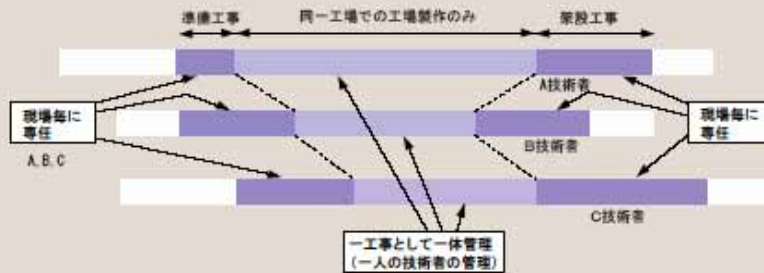 準備工事
同一工場での工場製作のみ
架設工事
A技術者
現場毎に
専任
現場毎に
専任
B技術者
A,B,C
C技術者
一工事として一体管理
(一人の技術者の管理)